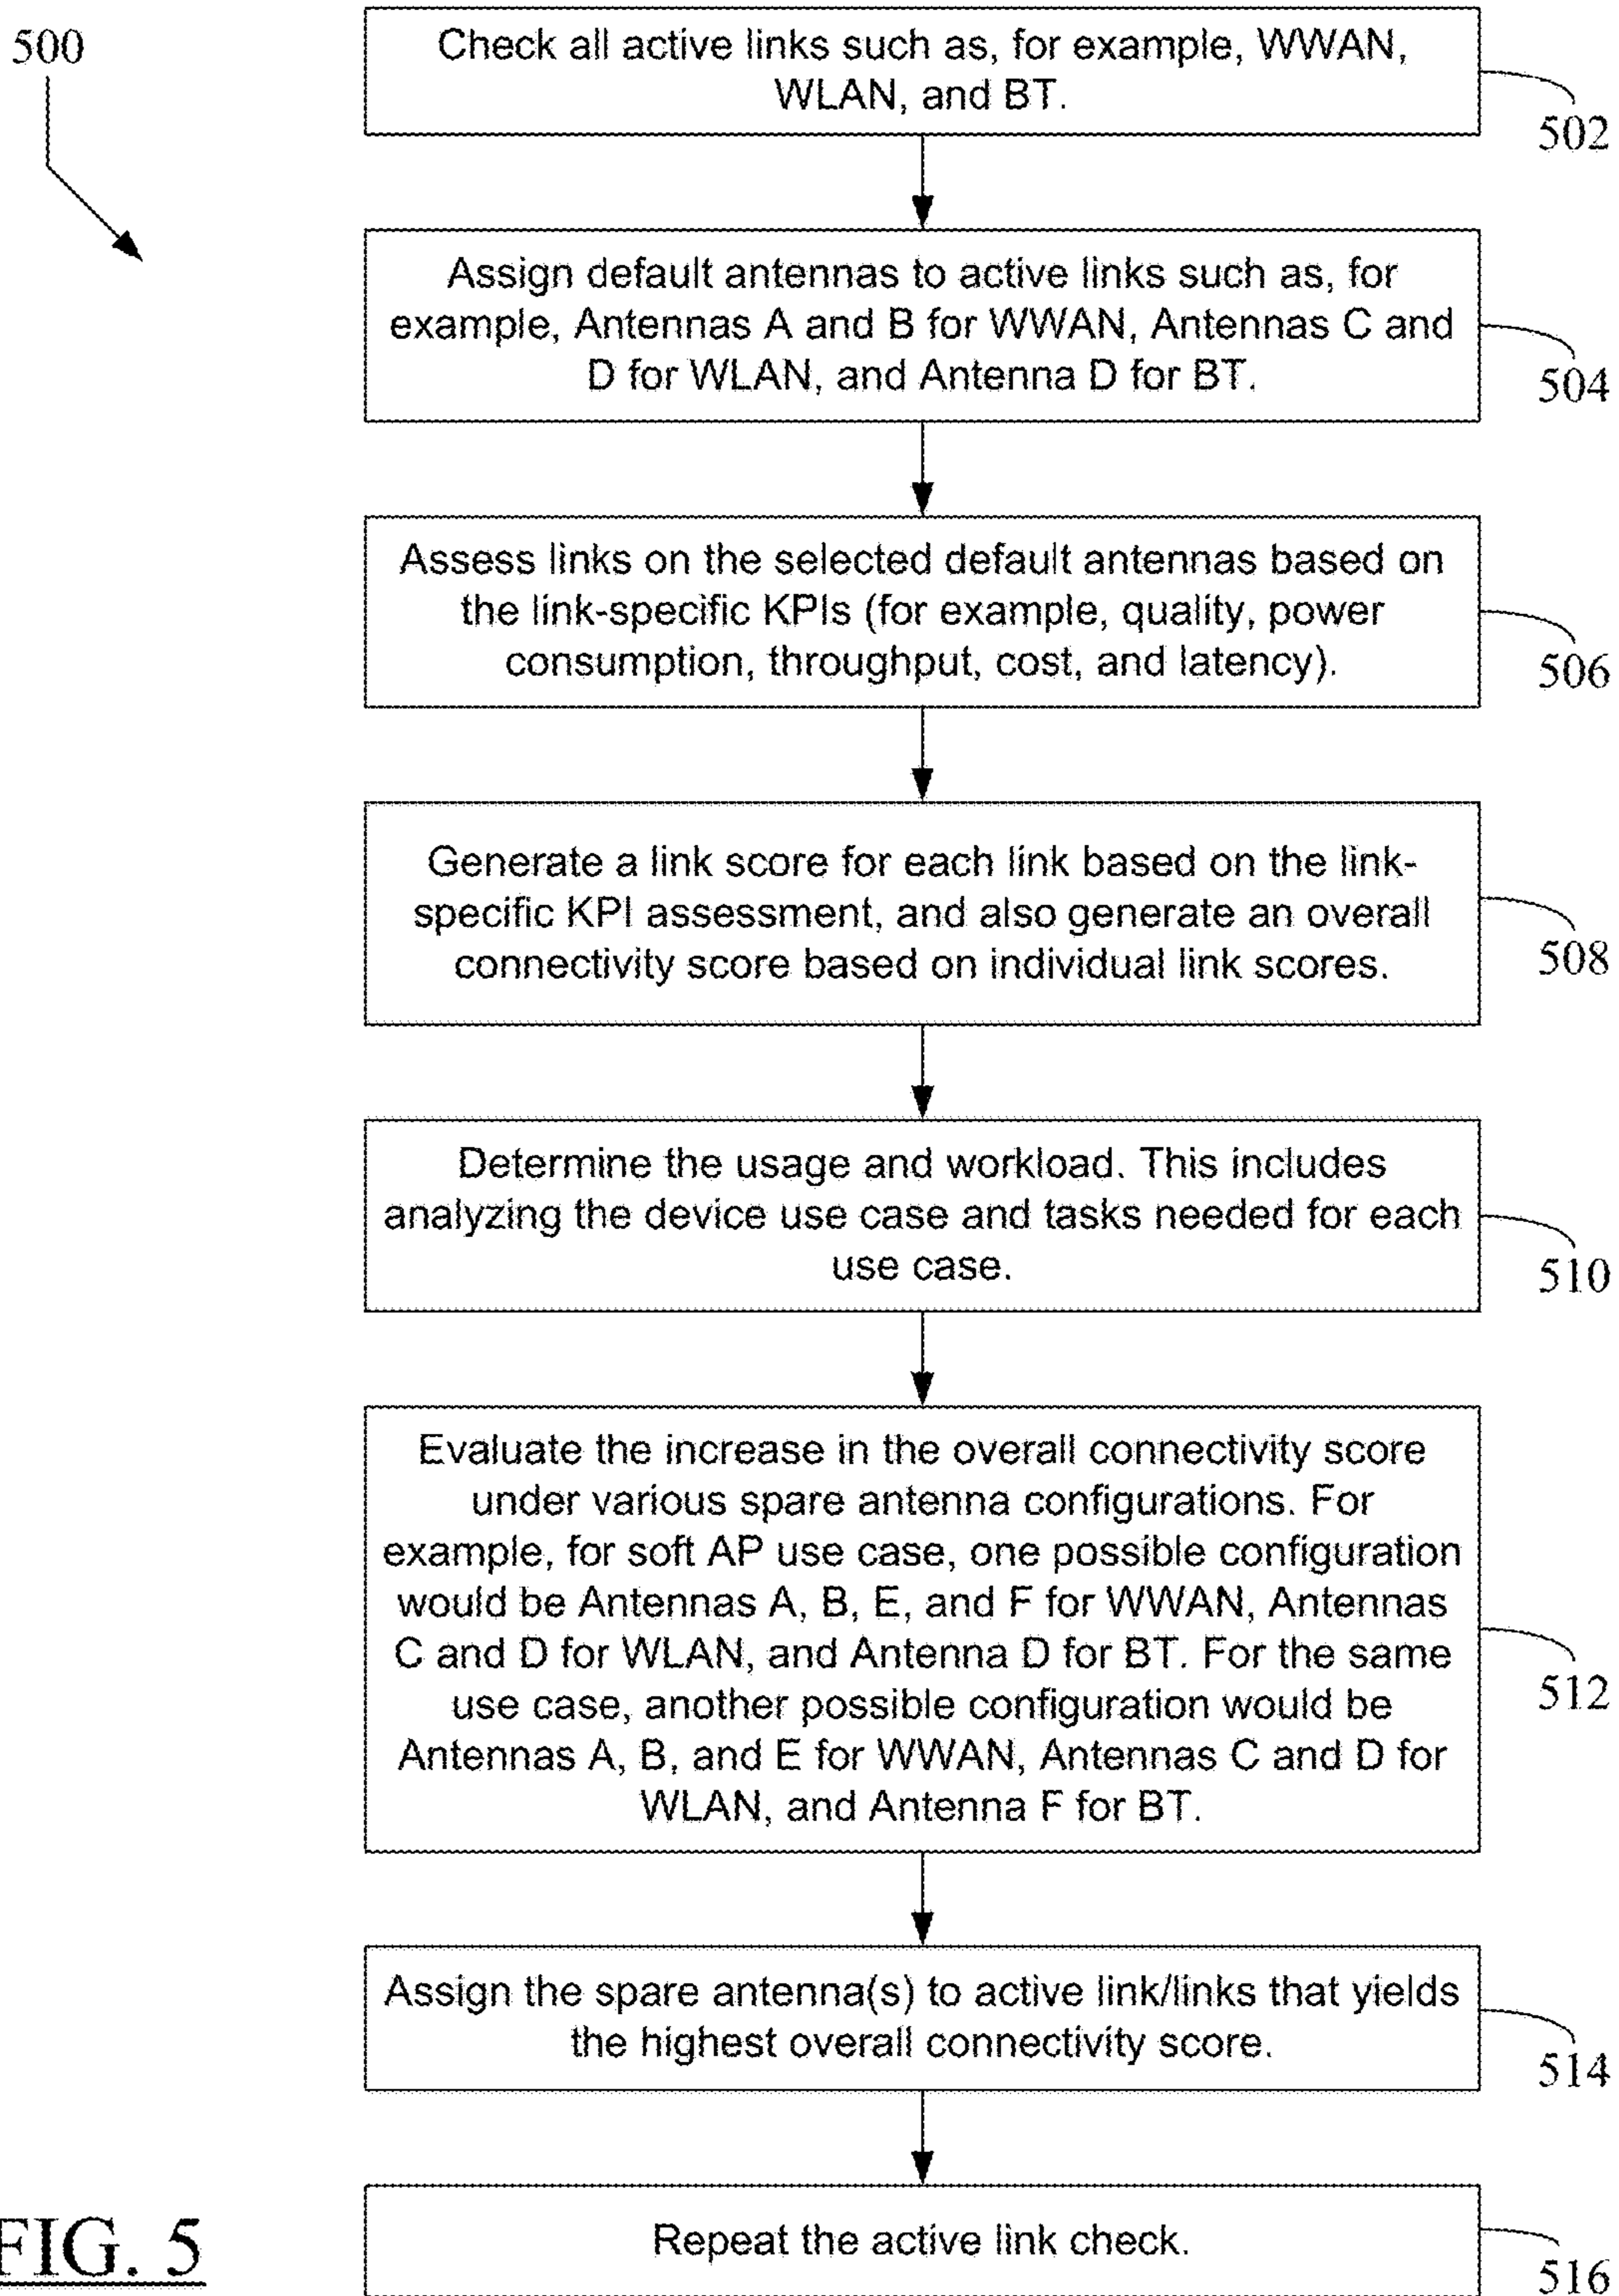 500
Check all active links such as, for example, WWAN,
WLAN, and BT.
502
Assign default antennas to active links such as, for
example, Antennas A and B for WWAN, Antennas C and
D for WLAN, and Antenna D for BT.
504
Assess links on the selected default antennas based on
the link-specific KPIs (for example, quality, power
consumption, throughput, cost, and latency).
506
Generate a link score for each link based on the link-
specific KPI assessment, and also generate an overall
connectivity score based on individual link scores.
508
Determine the usage and workload. This includes
analyzing the device use case and tasks needed for each
use case.
510
Evaluate the increase in the overall connectivity score
under various spare antenna configurations. For
example, for soft AP use case, one possible configuration
would be Antennas A, B, E, and F for WWAN, Antennas
C and D for WLAN, and Antenna D for BT. For the same
use case, another possible configuration would be
Antennas A, B, and E for WWAN, Antennas C and D for
WLAN, and Antenna F for BT.
512
Assign the spare antenna(s) to active link/links that yields
the highest overall connectivity score.
514
Repeat the active link check.
516
FIG. 5